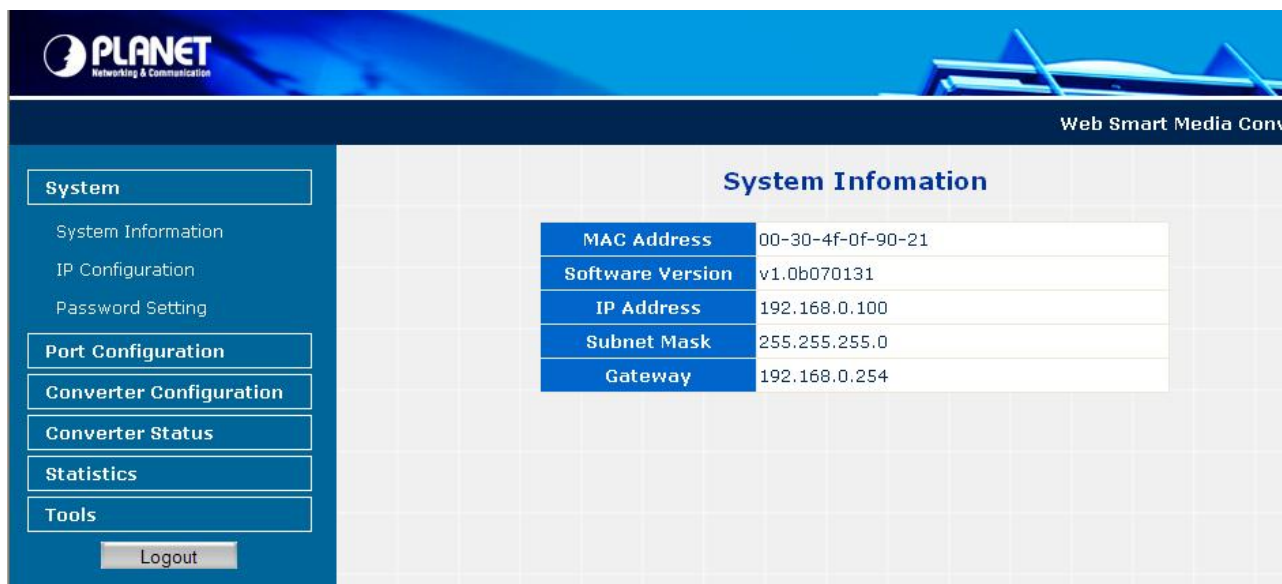 PLANET
Networking & Communication
Web Smart Media Conv
System
System Information
IP Configuration
Password Setting
Port Configuration
Converter Configuration
Converter Status
Statistics
Tools
Logout
System Infomation
MAC Address 00-30-4f-0f-90-21
Software Version v1.0b070131
IP Address 192.168.0.100
Subnet Mask 255.255.255.0
Gateway 192.168.0.254